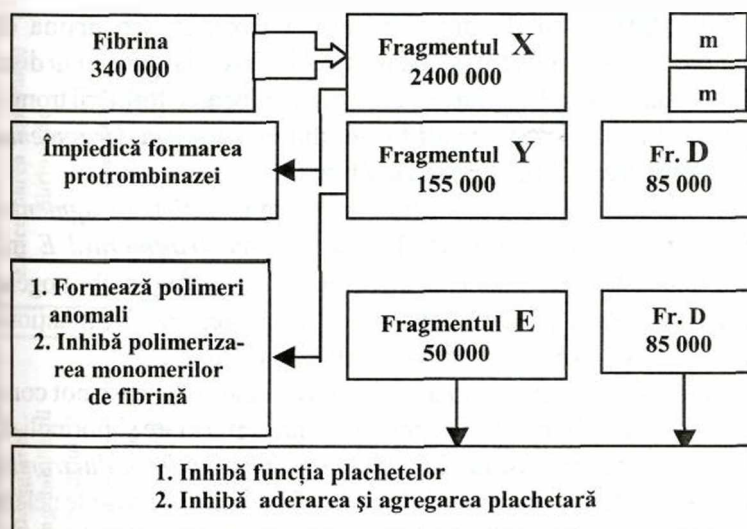 Fibrina
340 000
Fragmentul X
2400 000
m
m
Împiedică formarea
protrombinazei
Fragmentul Y
155 000
Fr. D
85 000
1. Formează polimeri
anomali
2. Inhibă polimeriza-
rea monomerilor
de fibrină
Fragmentul E
50 000
Fr. D
85 000
1. Inhibă funcția plachetelor
2. Inhibă aderarea și agregarea plachetară